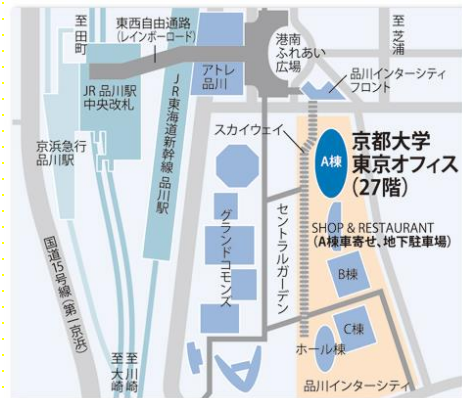 至田町
東西自由通路
(レインボーロード)
港南
ふれあい
広場
至芝浦
JR 品川駅
中央改札
アトレ
品川
品川インターシティ
フロント
JR東海道新幹線 品川駅
スカイウェイ
京浜急行
品川駅
A棟
京都大学
東京オフィス
(27階)
SHOP & RESTAURANT
(A棟車寄せ、地下駐車場)
グランドコモンズ
セントラルガーデン
B棟
国道15号線(第一京浜)
C棟
ホール棟
至大崎
至川崎
品川インターシティ